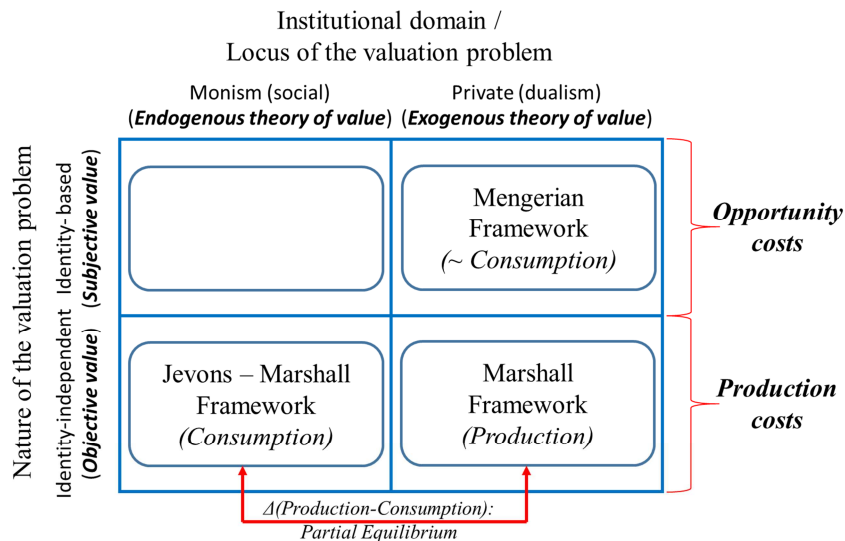 Institutional domain /
Locus of the valuation problem
Monism (social)
(Endogenous theory of value)
Private (dualism)
(Exogenous theory of value)
Nature of the valuation problem
Identity-based
(Subjective value)
Mengerian
Framework
(~ Consumption)
Opportunity
costs
Identity-independent
(Objective value)
Jevons – Marshall
Framework
(Consumption)
Marshall
Framework
(Production)
Production
costs
Δ(Production-Consumption):
Partial Equilibrium